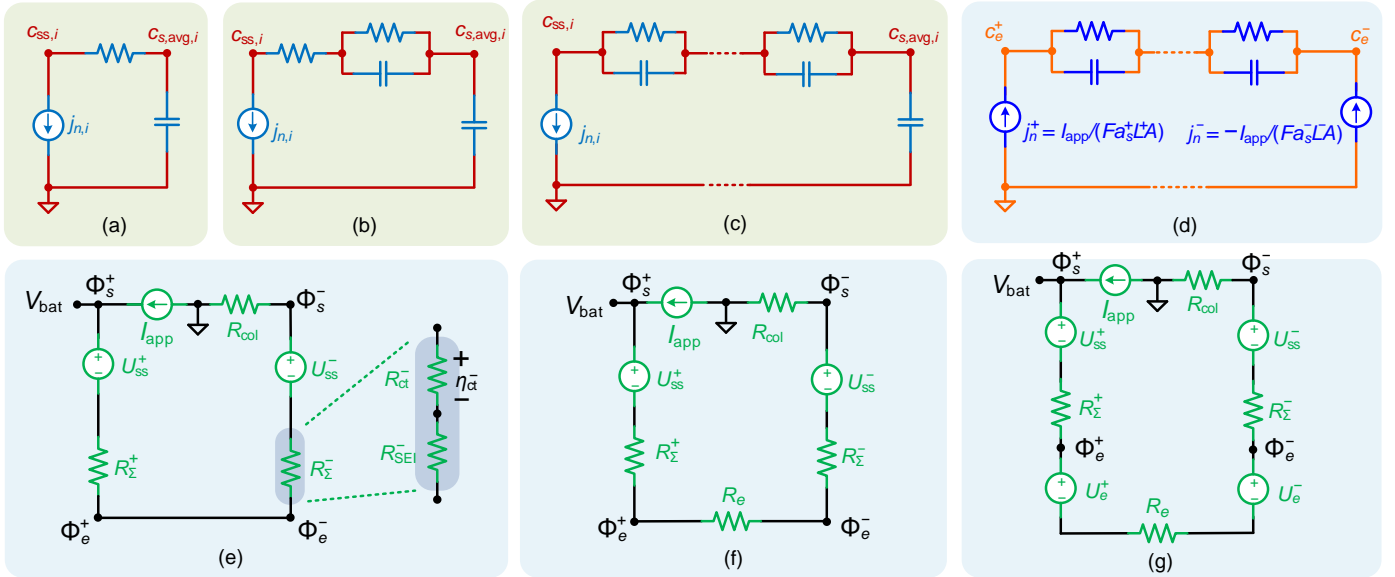 c_ss,i
c_s,avg,i
j_n,i
(a)
c_ss,i
c_s,avg,i
j_n,i
(b)
c_ss,i
c_s,avg,i
j_n,i
(c)
c_e^+
c_e^−
j_n^+ = I_app/(Fa_s^+L^+A)
j_n^− = −I_app/(Fa_s^−L^−A)
(d)
V_bat
Φ_s^+
I_app
R_col
Φ_s^−
U_ss^+
U_ss^−
R_Σ^+
R_Σ^−
Φ_e^+
Φ_e^−
R_ct^−
+
η_ct^−
−
R_SEI^−
(e)
V_bat
Φ_s^+
I_app
R_col
Φ_s^−
U_ss^+
U_ss^−
R_Σ^+
R_Σ^−
Φ_e^+
R_e
Φ_e^−
(f)
V_bat
Φ_s^+
I_app
R_col
Φ_s^−
U_ss^+
U_ss^−
R_Σ^+
R_Σ^−
Φ_e^+
Φ_e^−
U_e^+
U_e^−
R_e
(g)